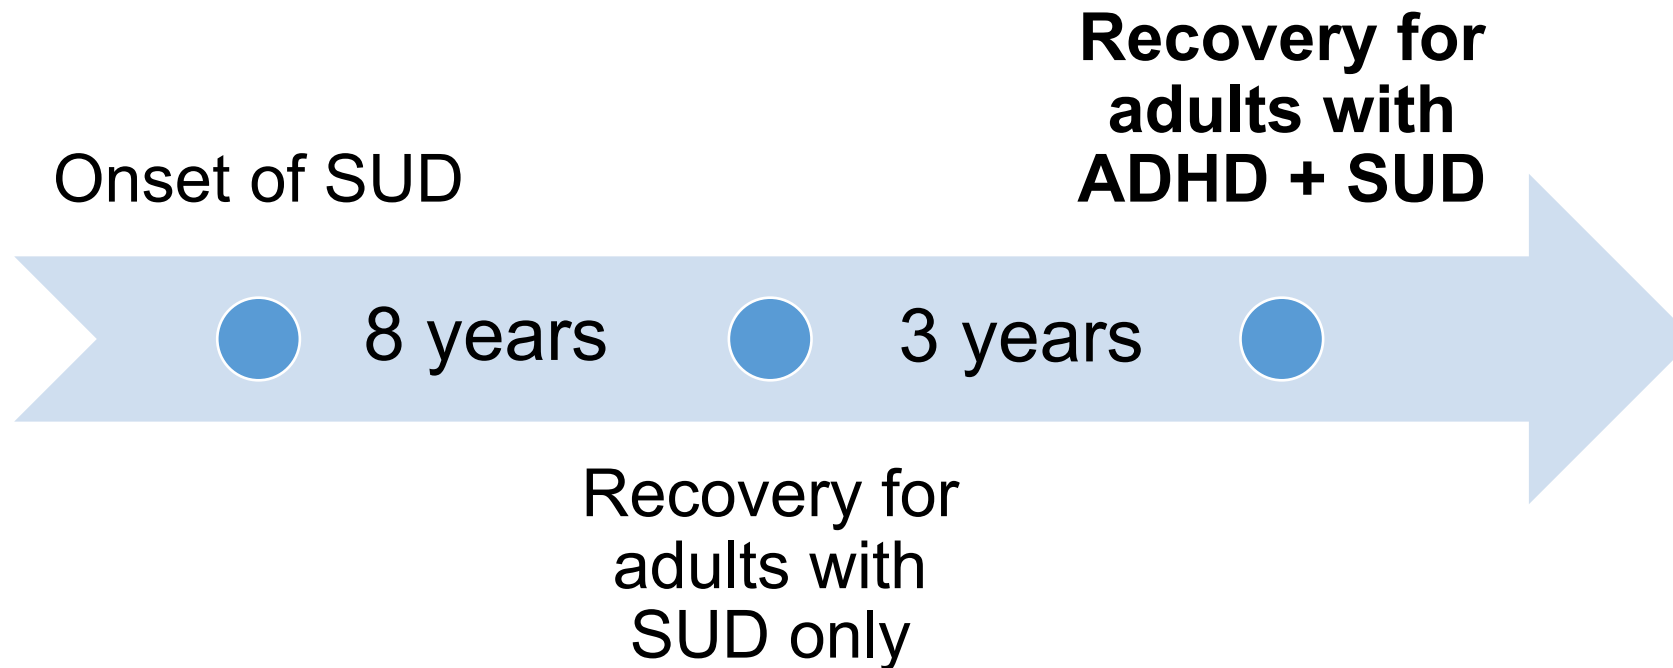 Onset of SUD
8 years
Recovery for
adults with
SUD only
3 years
Recovery for
adults with
ADHD + SUD